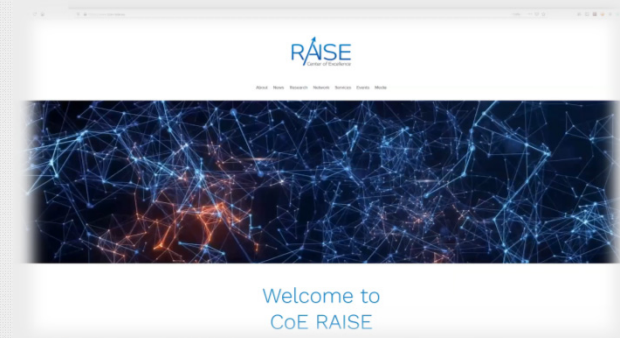 RAISE
Center of Excellence
About News Research Network Services Events Media
Welcome to
CoE RAISE